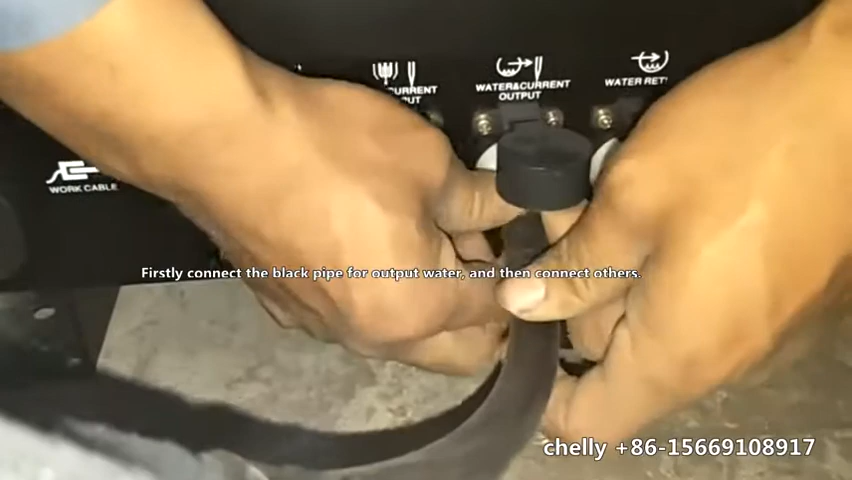 CURRENT
WATER&CURRENT
OUTPUT
WATER
WORK CABLE
Firstly connect the black pipe for output water, and then connect others.
chelly +86-15669108917